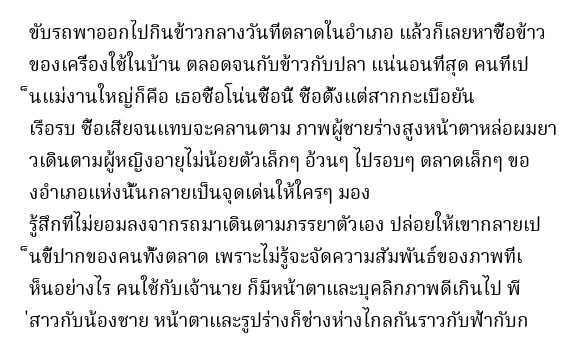 ขับรถพาออกไปกินข้าวกลางวันที่ตลาดในอำเภอ แล้วก็เลยหาซื้อข้าว
ของเครื่องใช้ในบ้าน ตลอดจนกับข้าวกับปลา แน่นอนที่สุด คนที่เป
็นแม่งานใหญ่ก็คือ เธอซื้อโน่นซื้อนี่ ซื้อตั้งแต่สากกะเบือยัน
เรือรบ ซื้อเสียจนแทบจะคลานตาม ภาพผู้ชายร่างสูงหน้าตาหล่อผมยา
วเดินตามผู้หญิงอายุไม่น้อยตัวเล็กๆ อ้วนๆ ไปรอบๆ ตลาดเล็กๆ ขอ
งอำเภอแห่งนั้นกลายเป็นจุดเด่นให้ใครๆ มอง
รู้สึกที่ไม่ยอมลงจากรถมาเดินตามภรรยาตัวเอง ปล่อยให้เขากลายเป
็นขี้ปากของคนทั้งตลาด เพราะไม่รู้จะจัดความสัมพันธ์ของภาพที่เ
ห็นอย่างไร คนใช้กับเจ้านาย ก็มีหน้าตาและบุคลิกภาพดีเกินไป พี
่สาวกับน้องชาย หน้าตาและรูปร่างก็ช่างห่างไกลกันราวกับฟ้ากับก